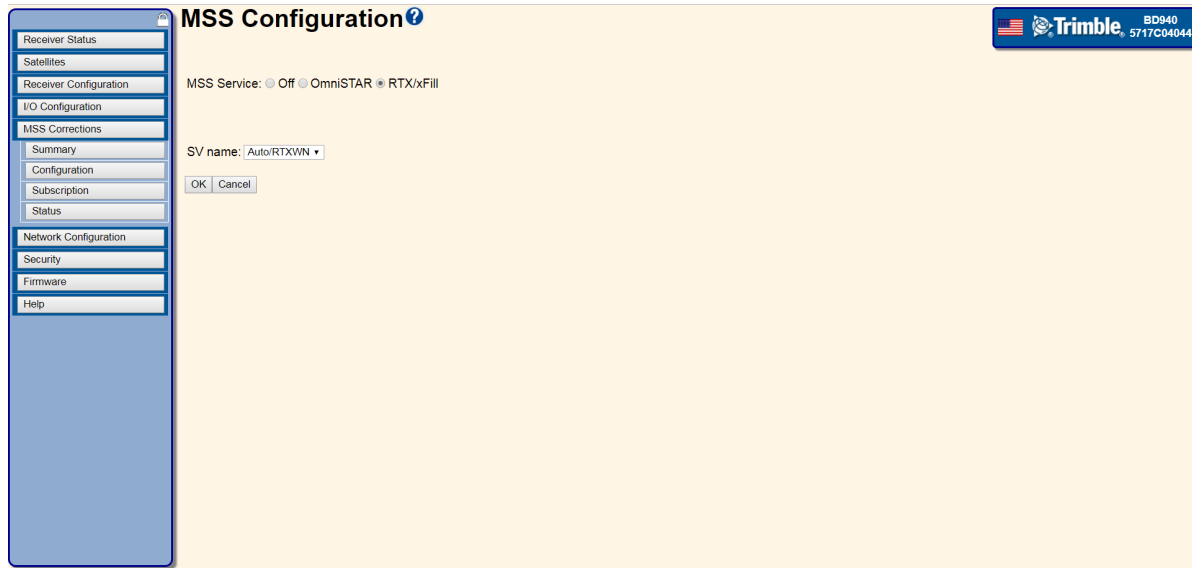 MSS Configuration?
Trimble® BD940
5717C04044
Receiver Status
Satellites
Receiver Configuration
I/O Configuration
MSS Corrections
Summary
Configuration
Subscription
Status
Network Configuration
Security
Firmware
Help
MSS Service: Off OmniSTAR RTX/xFill
SV name: Auto/RTXWN
OK Cancel